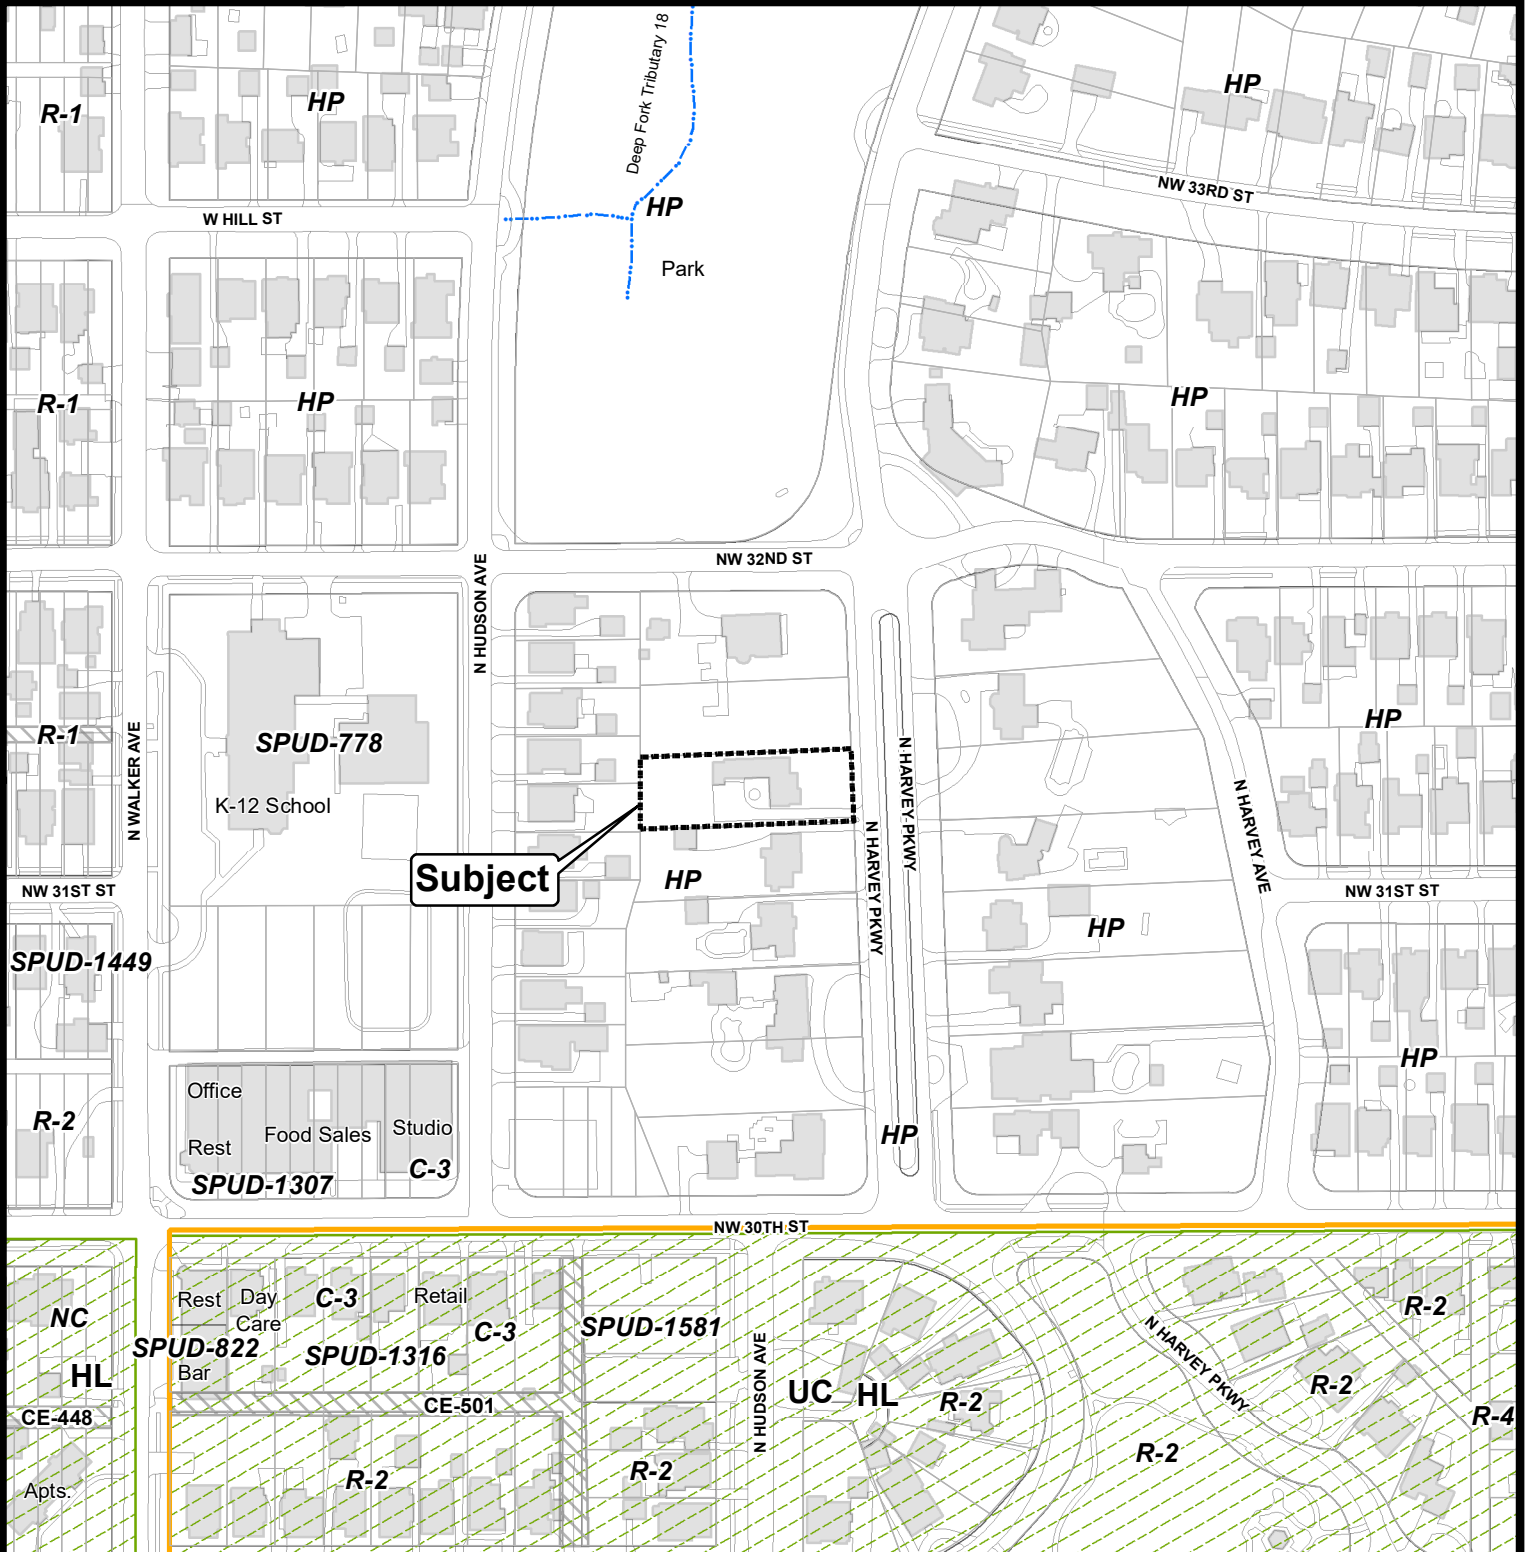 Deep Fork Tributary 18
R-1
HP
HP
NW 33RD ST
W HILL ST
HP
Park
R-1
HP
HP
NW 32ND ST
N HUDSON AVE
R-1
N WALKER AVE
SPUD-778
K-12 School
N HARVEY PKWY
HP
N HARVEY AVE
N HARVEY PKWY
Subject
HP
NW 31ST ST
NW 31ST ST
HP
SPUD-1449
HP
Office
R-2
Rest
Food Sales
Studio
HP
C-3
SPUD-1307
NW 30TH ST
NC
Rest
Day
Care
C-3
Retail
C-3
SPUD-1581
R-2
SPUD-822
SPUD-1316
N HUDSON AVE
N HARVEY PKWY
HL
Bar
UC
HL
R-2
R-2
CE-448
CE-501
R-4
R-2
R-2
R-2
Apts.